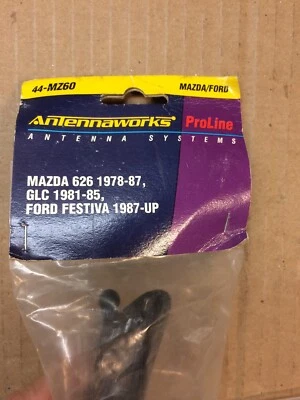 44-MZ60 MAZDA/FORD
Antennaworks ProLine
ANTENNA SYSTEMS
MAZDA 626 1978-87,
GLC 1981-85,
FORD FESTIVA 1987-UP